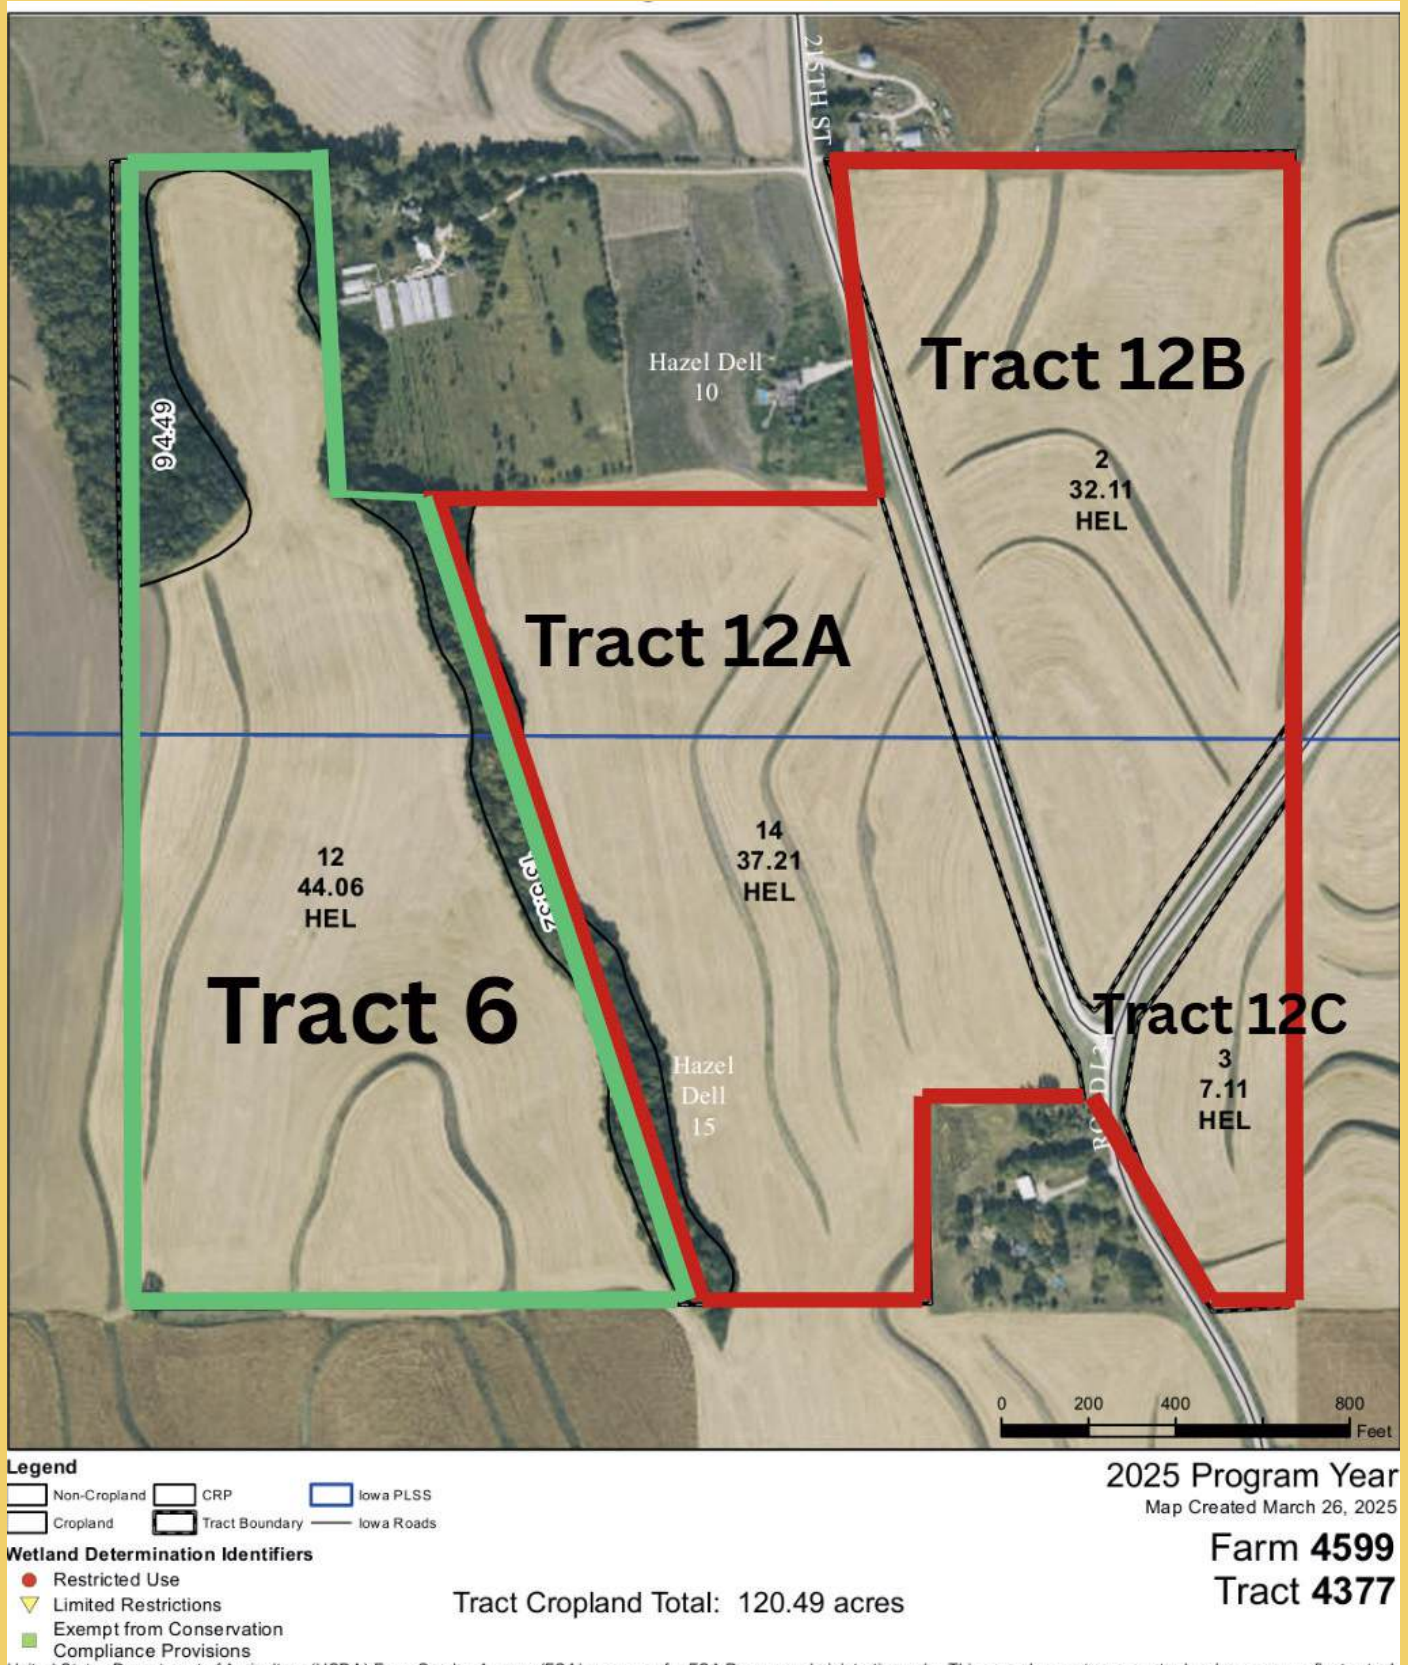 215TH ST
Tract 12B
Hazel Dell
10
2
32.11
HEL
94.49
Tract 12A
14
37.21
HEL
12
44.06
HEL
Tract 6
Tract 12C
Hazel
Dell
15
3
7.11
HEL
0 200 400 800
Feet
Legend
Non-Cropland CRP Iowa PLSS
Cropland Tract Boundary Iowa Roads
Wetland Determination Identifiers
Restricted Use
Limited Restrictions
Exempt from Conservation
Compliance Provisions
Tract Cropland Total: 120.49 acres
2025 Program Year
Map Created March 26, 2025
Farm 4599
Tract 4377